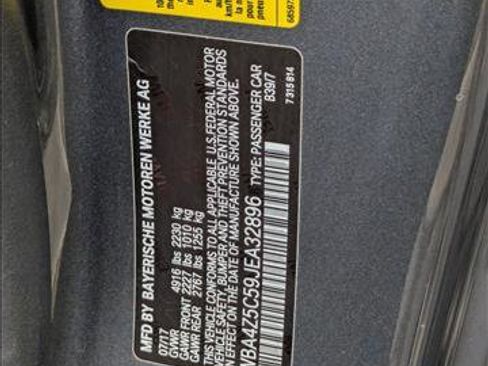 MFD BY BAYERISCHE MOTOREN WERKE AG
07/17
GVWR 4916 lbs 2230 kg
GAWR FRONT 2227 lbs 1010 kg
GAWR REAR 2767 lbs 1255 kg
THIS VEHICLE CONFORMS TO ALL APPLICABLE U.S. FEDERAL MOTOR
VEHICLE SAFETY, BUMPER, AND THEFT PREVENTION STANDARDS
IN EFFECT ON THE DATE OF MANUFACTURE SHOWN ABOVE.
WBA4Z5C59JEA32896 TYPE: PASSENGER CAR
B39/7
7 315 814